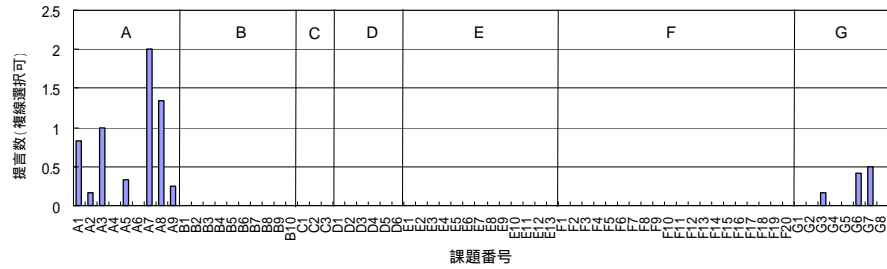 2.5
2
1.5
1
0.5
0
提言数(複線選択可)
A B C D E F G
A1 A2 A3 A4 A5 A6 A7 A8 A9 B1 B2 B3 B4 B5 B6 B7 B8 B9 B10 C1 C2 C3 D1 D2 D3 D4 D5 D6 E1 E2 E3 E4 E5 E6 E7 E8 E9 E10 E11 E12 E13 F1 F2 F3 F4 F5 F6 F7 F8 F9 F10 F11 F12 F13 F14 F15 F16 F17 F18 F19 F20 G1 G2 G3 G4 G5 G6 G7 G8
課題番号